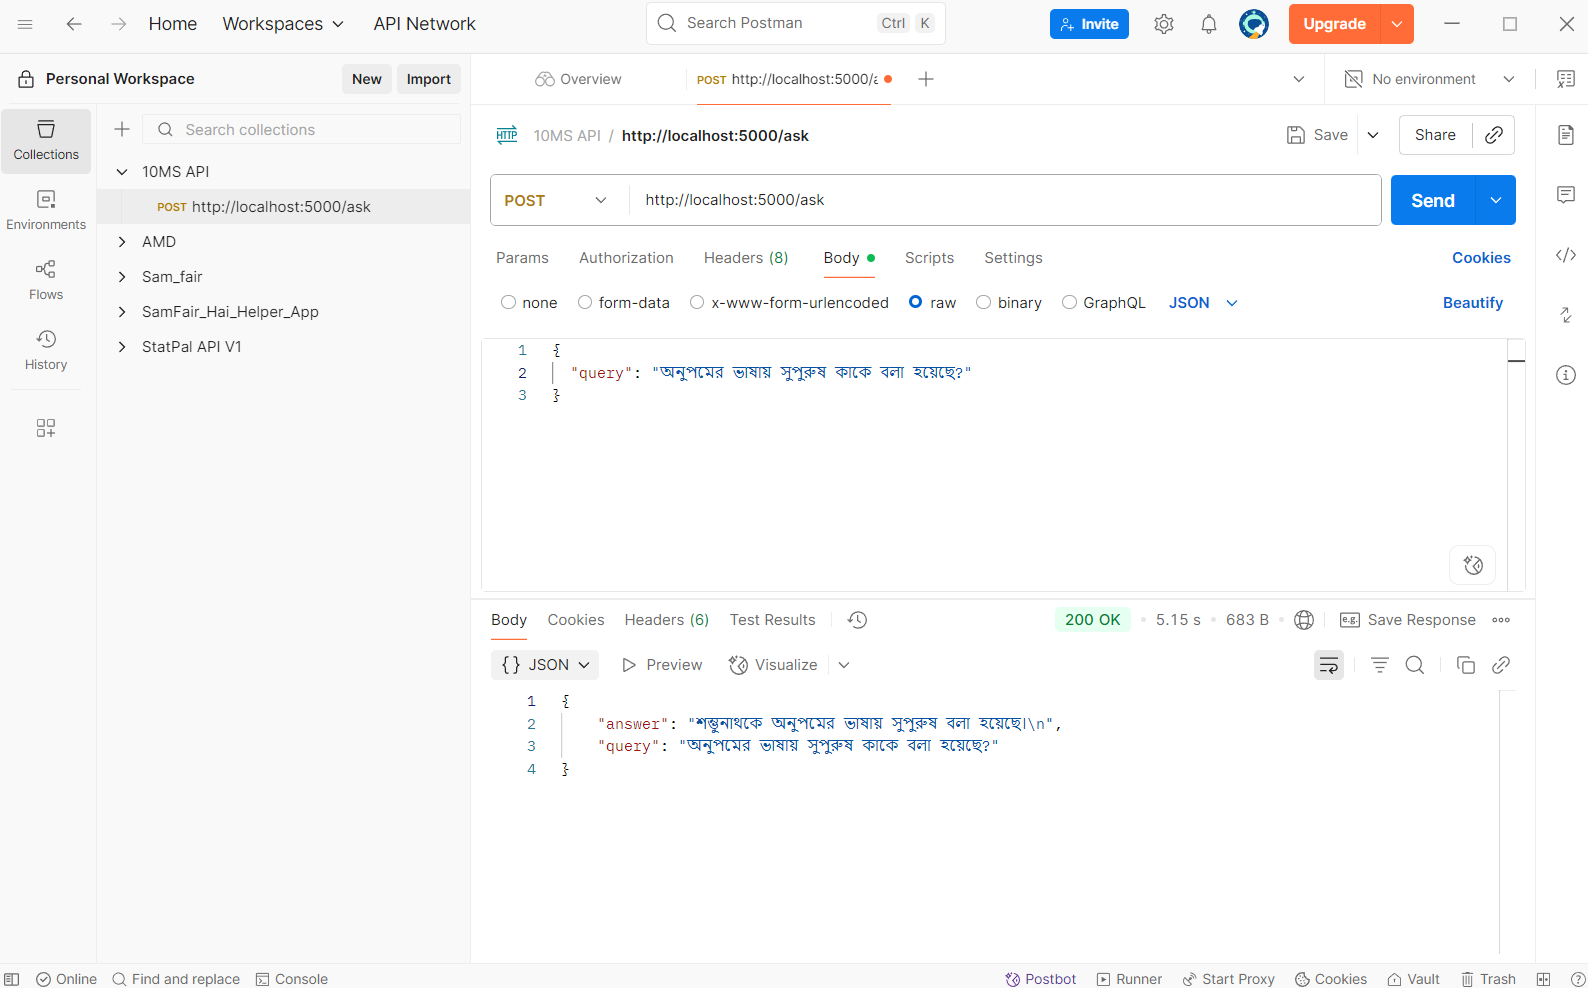 Home
Workspaces
API Network
Search Postman
Ctrl K
Invite
Upgrade
Personal Workspace
New
Import
Overview
POST http://localhost:5000/a
No environment
Collections
Environments
Flows
History
Search collections
10MS API
POST http://localhost:5000/ask
AMD
Sam_fair
SamFair_Hai_Helper_App
StatPal API V1
HTTP
10MS API / http://localhost:5000/ask
Save
Share
POST
http://localhost:5000/ask
Send
Params
Authorization
Headers (8)
Body
Scripts
Settings
Cookies
none
form-data
x-www-form-urlencoded
raw
binary
GraphQL
JSON
Beautify
1 {
2 "query": "অনুপমের ভাষায় সুপুরুষ কাকে বলা হয়েছে?"
3 }
Body
Cookies
Headers (6)
Test Results
200 OK
5.15 s
683 B
e.g.
Save Response
{} JSON
Preview
Visualize
1 {
2 "answer": "শম্ভুনাথকে অনুপমের ভাষায় সুপুরুষ বলা হয়েছে।\n",
3 "query": "অনুপমের ভাষায় সুপুরুষ কাকে বলা হয়েছে?"
4 }
Online
Find and replace
Console
Postbot
Runner
Start Proxy
Cookies
Vault
Trash